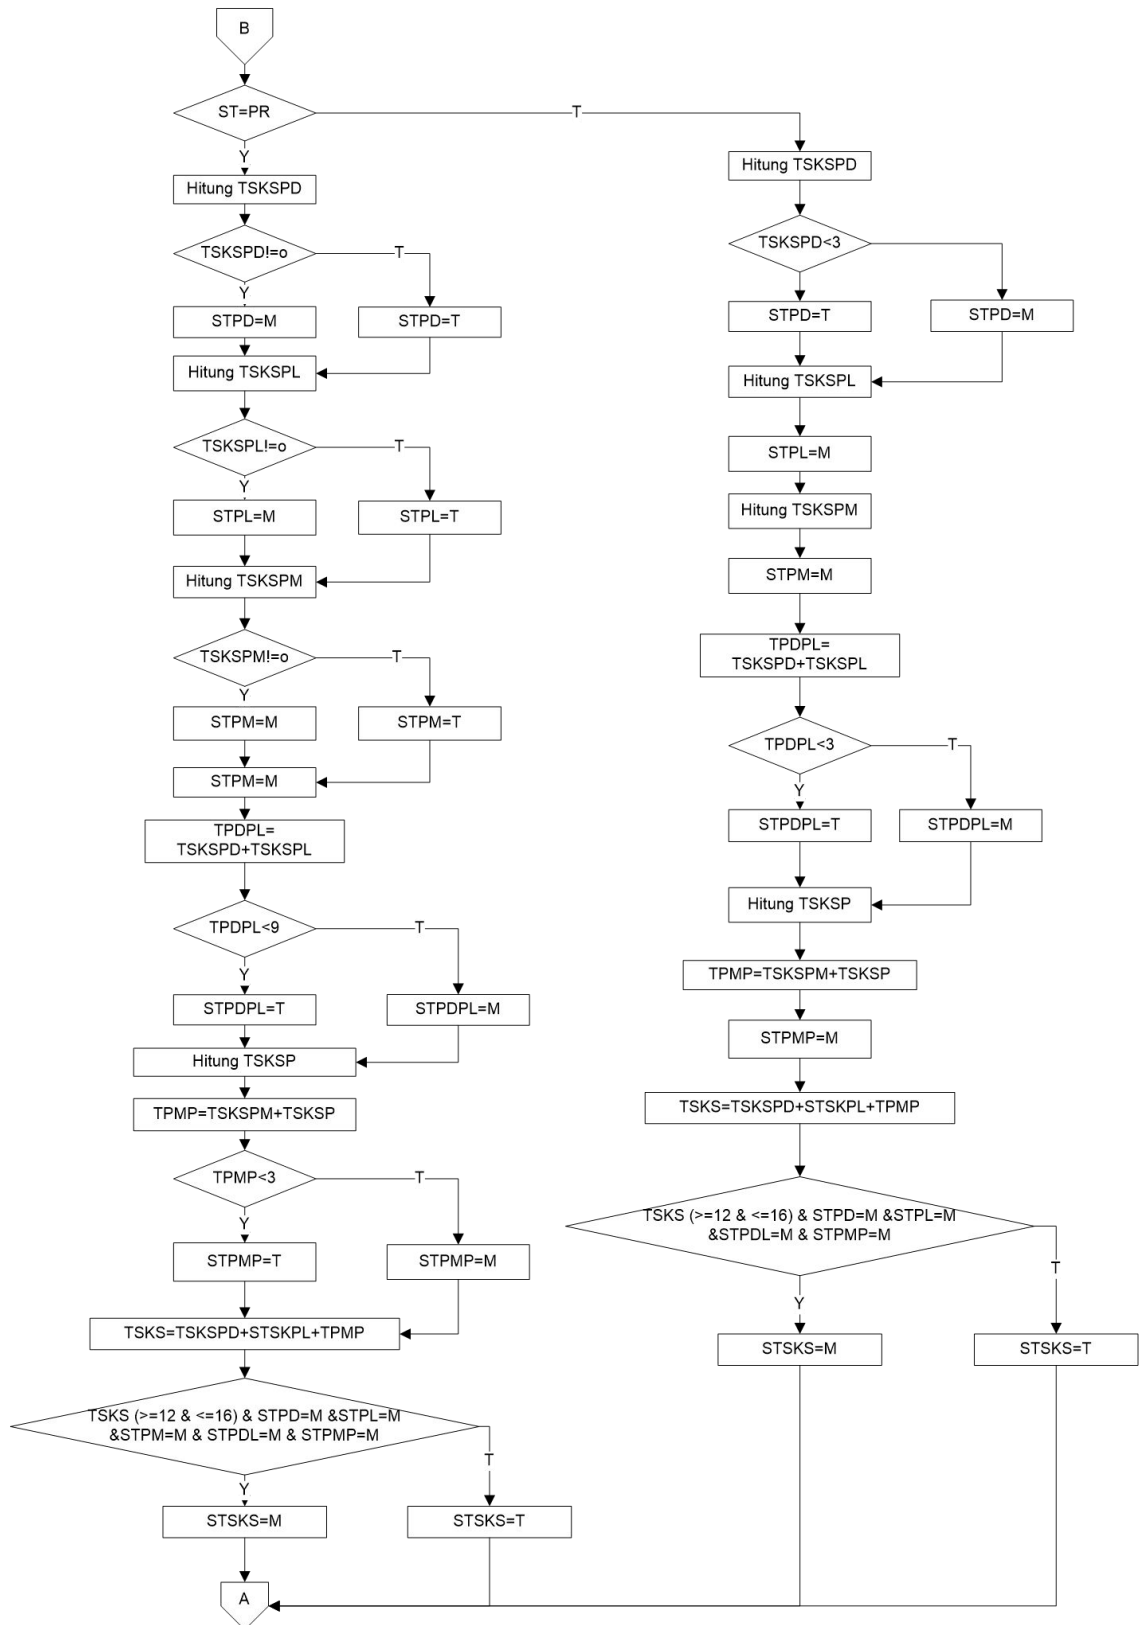 B
ST=PR
T
Y
Hitung TSKSPD
TSKSPD!=o
T
Y
STPD=M
STPD=T
Hitung TSKSPL
TSKSPL!=o
T
Y
STPL=M
STPL=T
Hitung TSKSPM
TSKSPM!=o
T
Y
STPM=M
STPM=T
STPM=M
TPDPL=
TSKSPD+TSKSPL
TPDPL<9
T
Y
STPDPL=T
STPDPL=M
Hitung TSKSP
TPMP=TSKSPM+TSKSP
TPMP<3
T
Y
STPMP=T
STPMP=M
TSKS=TSKSPD+STSKPL+TPMP
TSKS (>=12 & <=16) & STPD=M &STPL=M
&STPM=M & STPDL=M & STPMP=M
T
Y
STSKS=M
STSKS=T
A
Hitung TSKSPD
TSKSPD<3
STPD=T
STPD=M
Hitung TSKSPL
STPL=M
Hitung TSKSPM
STPM=M
TPDPL=
TSKSPD+TSKSPL
TPDPL<3
T
Y
STPDPL=T
STPDPL=M
Hitung TSKSP
TPMP=TSKSPM+TSKSP
STPMP=M
TSKS=TSKSPD+STSKPL+TPMP
TSKS (>=12 & <=16) & STPD=M &STPL=M
&STPDL=M & STPMP=M
T
Y
STSKS=M
STSKS=T